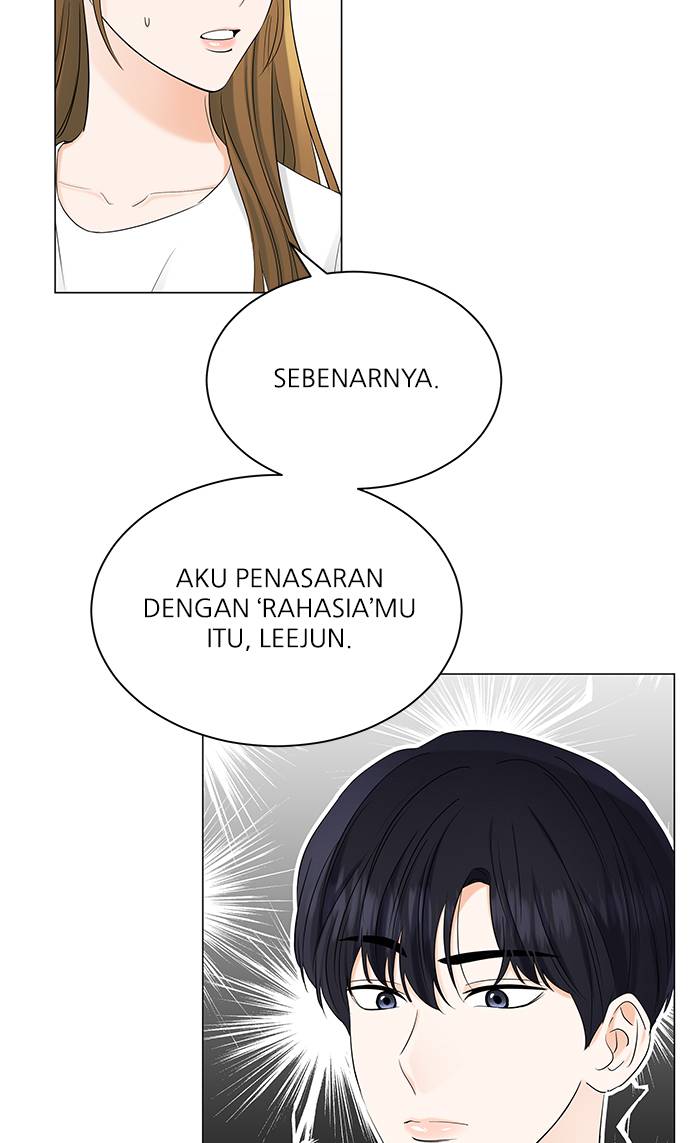 SEBENARNYA.
AKU PENASARAN
DENGAN ‘RAHASIA’MU
ITU, LEEJUN.